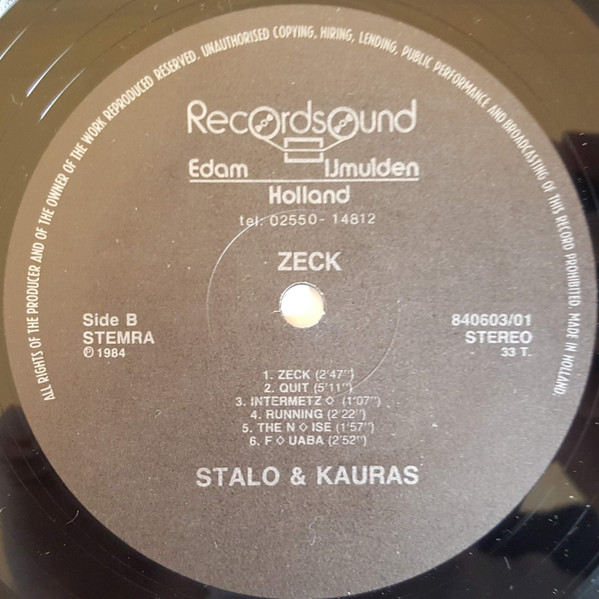 ALL RIGHTS OF THE PRODUCER AND OF THE OWNER OF THE WORK REPRODUCED RESERVED. UNAUTHORISED COPYING, HIRING, LENDING, PUBLIC PERFORMANCE AND BROADCASTING OF THIS RECORD PROHIBITED. MADE IN HOLLAND.
Recordsound
Edam IJmuiden
Holland
tel. 02550 - 14812
ZECK
Side B
STEMRA
℗ 1984
840603/01
STEREO
33 T.
1. ZECK (2'47")
2. QUIT (5'11")
3. INTERMETZ◊ (1'07")
4. RUNNING (2'22")
5. THE N◊ISE (1'57")
6. F◊UABA (2'52")
STALO & KAURAS